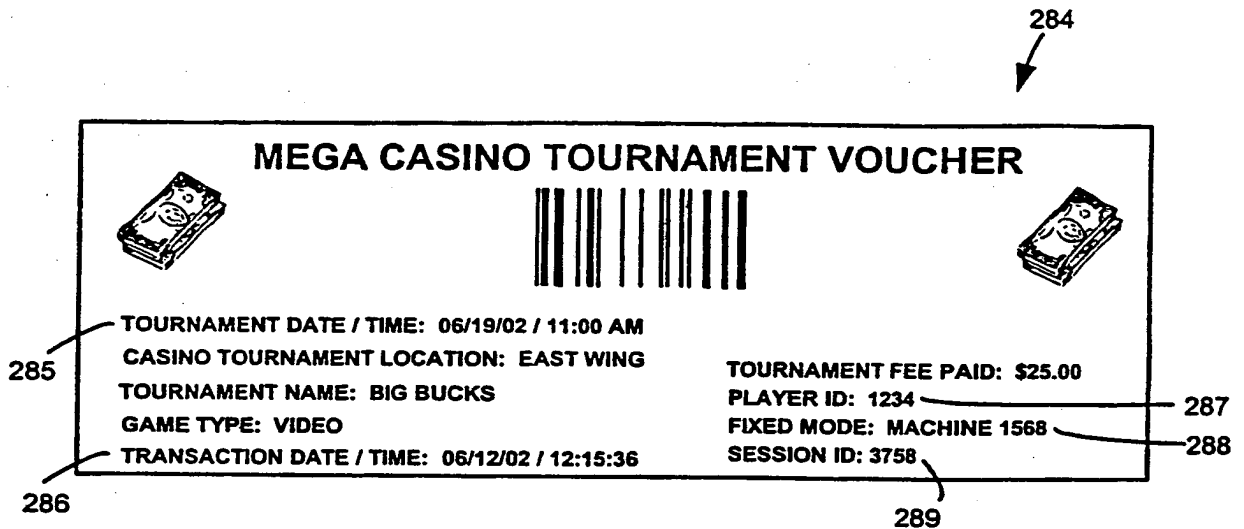 284
MEGA CASINO TOURNAMENT VOUCHER
TOURNAMENT DATE / TIME: 06/19/02 / 11:00 AM
285
CASINO TOURNAMENT LOCATION: EAST WING
TOURNAMENT NAME: BIG BUCKS
GAME TYPE: VIDEO
TRANSACTION DATE / TIME: 06/12/02 / 12:15:36
286
TOURNAMENT FEE PAID: $25.00
PLAYER ID: 1234
287
FIXED MODE: MACHINE 1568
288
SESSION ID: 3758
289